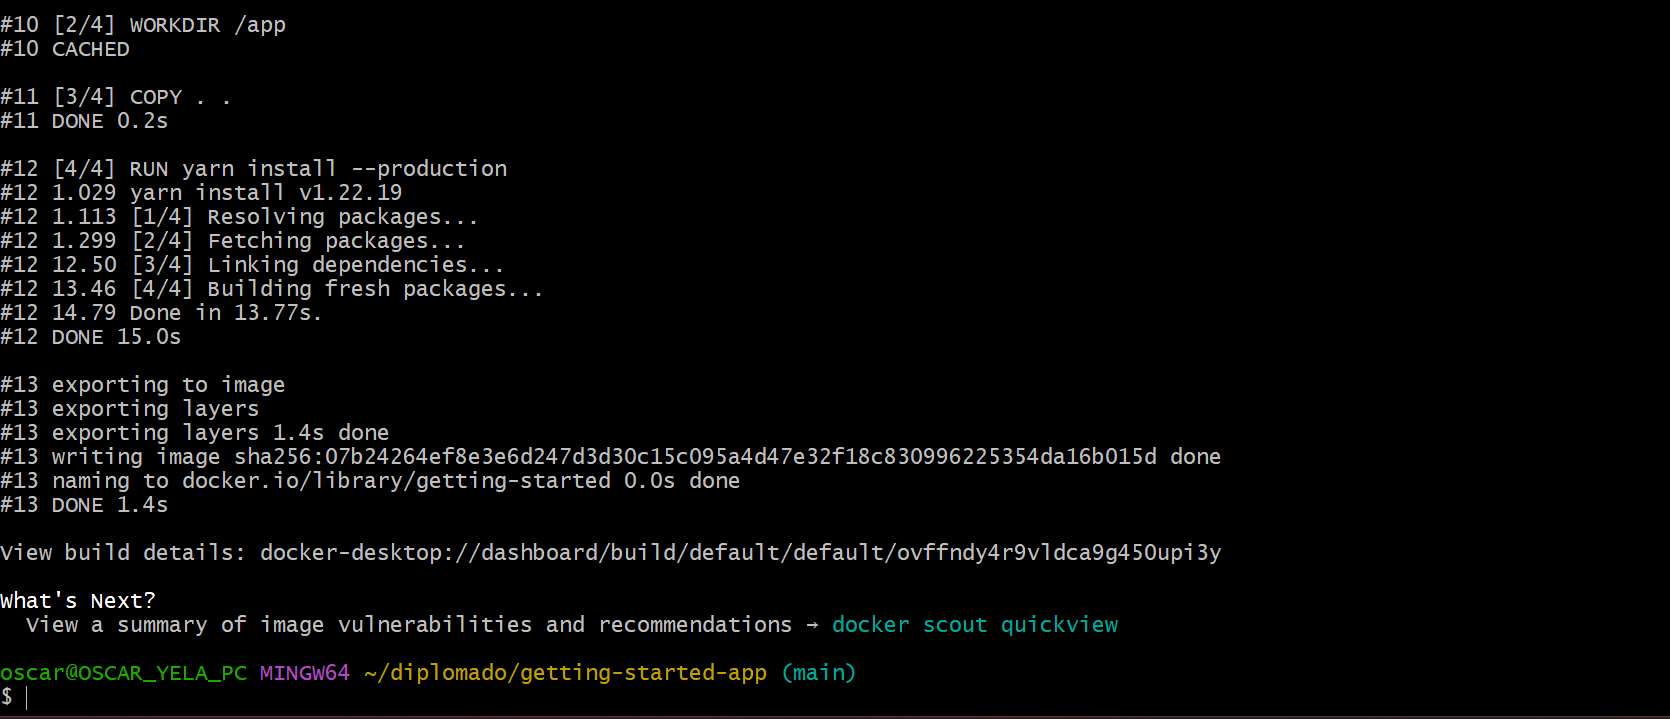 #10 [2/4] WORKDIR /app
#10 CACHED
#11 [3/4] COPY . .
#11 DONE 0.2s
#12 [4/4] RUN yarn install --production
#12 1.029 yarn install v1.22.19
#12 1.113 [1/4] Resolving packages...
#12 1.299 [2/4] Fetching packages...
#12 12.50 [3/4] Linking dependencies...
#12 13.46 [4/4] Building fresh packages...
#12 14.79 Done in 13.77s.
#12 DONE 15.0s
#13 exporting to image
#13 exporting layers
#13 exporting layers 1.4s done
#13 writing image sha256:07b24264ef8e3e6d247d3d30c15c095a4d47e32f18c830996225354da16b015d done
#13 naming to docker.io/library/getting-started 0.0s done
#13 DONE 1.4s
View build details: docker-desktop://dashboard/build/default/default/ovffndy4r9vldca9g450upi3y
What's Next?
View a summary of image vulnerabilities and recommendations → docker scout quickview
oscar@OSCAR_YELA_PC MINGW64 ~/diplomado/getting-started-app (main)
$